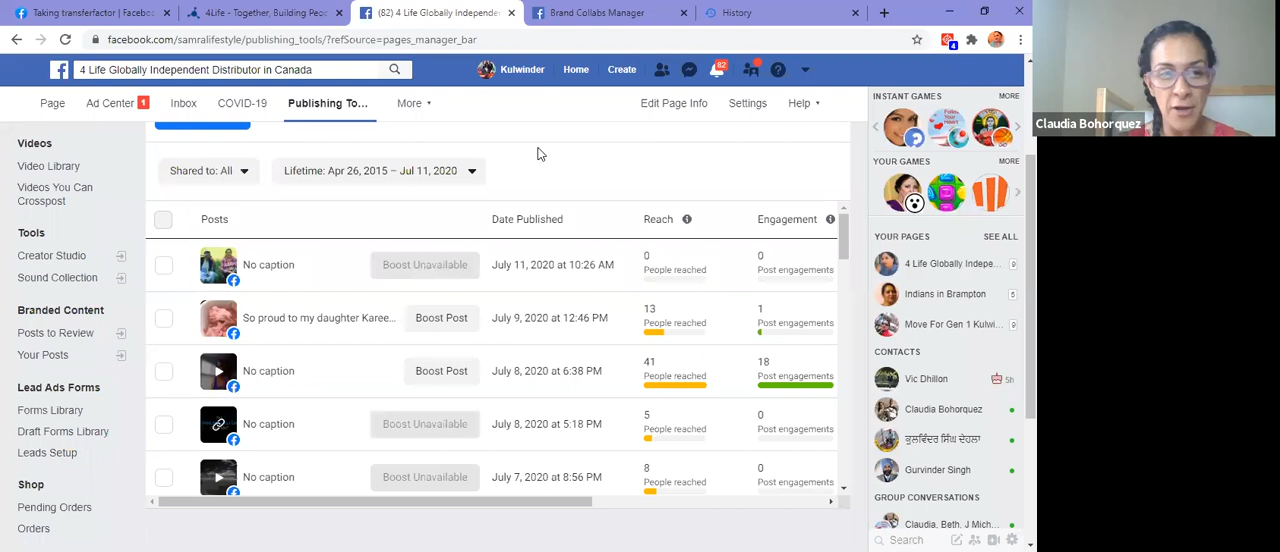 Taking transferfactor | Faceb
4Life - Together, Building Peop
(82) 4 Life Globally Independe
Brand Collabs Manager
History
facebook.com/samralifestyle/publishing_tools/?refSource=pages_manager_bar
4
4 Life Globally Independent Distributor in Canada
Kulwinder
Home
Create
82
Page
Ad Center 1
Inbox
COVID-19
Publishing To...
More
Edit Page Info
Settings
Help
Videos
Video Library
Videos You Can
Crosspost
Tools
Creator Studio
Sound Collection
Branded Content
Posts to Review
Your Posts
Lead Ads Forms
Forms Library
Draft Forms Library
Leads Setup
Shop
Pending Orders
Orders
Shared to: All
Lifetime: Apr 26, 2015 – Jul 11, 2020
Posts
Date Published
Reach
Engagement
No caption
Boost Unavailable
July 11, 2020 at 10:26 AM
0
People reached
0
Post engagements
So proud to my daughter Karee...
Boost Post
July 9, 2020 at 12:46 PM
13
People reached
1
Post engagements
No caption
Boost Post
July 8, 2020 at 6:38 PM
41
People reached
18
Post engagements
No caption
Boost Unavailable
July 8, 2020 at 5:18 PM
5
People reached
0
Post engagements
No caption
Boost Unavailable
July 7, 2020 at 8:56 PM
8
People reached
0
Post engagements
INSTANT GAMES
MORE
YOUR GAMES
MORE
YOUR PAGES
SEE ALL
4 Life Globally Indepe...
9
Indians in Brampton
5
Move For Gen 1 Kulwi...
9
CONTACTS
Vic Dhillon
5h
Claudia Bohorquez
ਕੁਲਵਿੰਦਰ ਸਿੰਘ ਦੇਹਲਾ
Gurvinder Singh
GROUP CONVERSATIONS
Claudia, Beth, J Mich...
Search
Claudia Bohorquez